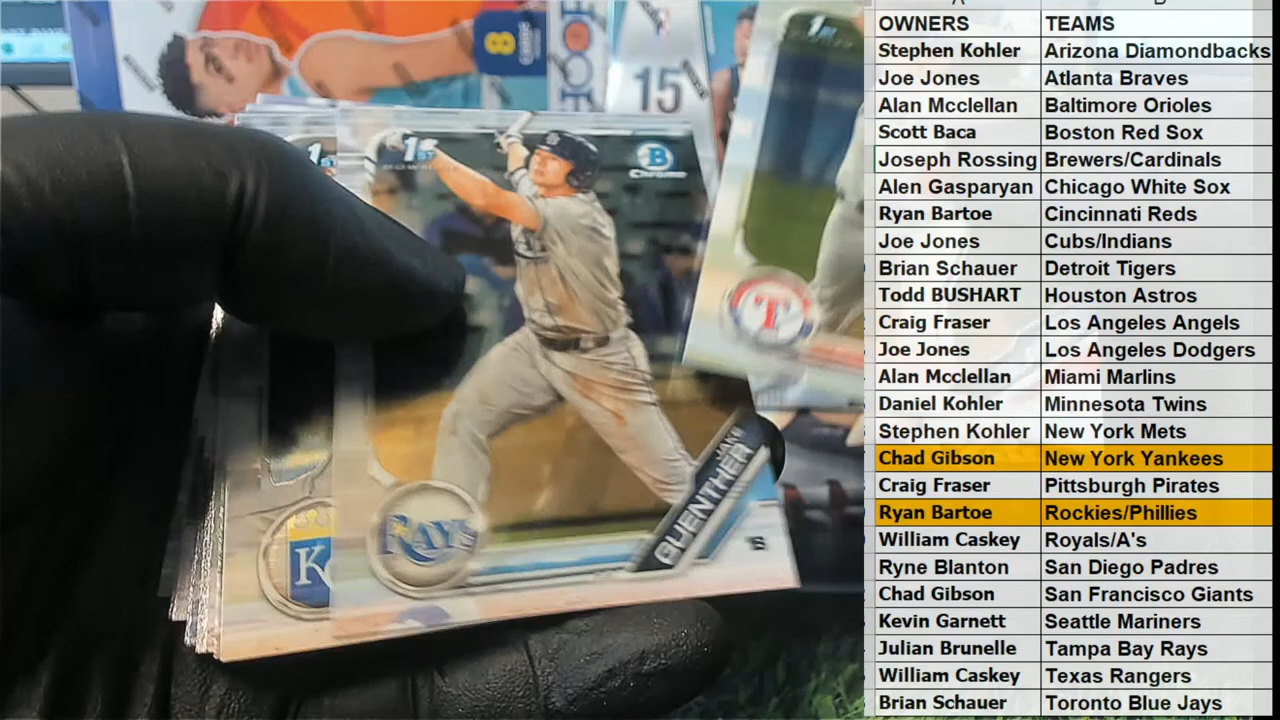 OWNERS TEAMS
Stephen Kohler Arizona Diamondbacks
Joe Jones Atlanta Braves
Alan Mcclellan Baltimore Orioles
Scott Baca Boston Red Sox
Joseph Rossing Brewers/Cardinals
Alen Gasparyan Chicago White Sox
Ryan Bartoe Cincinnati Reds
Joe Jones Cubs/Indians
Brian Schauer Detroit Tigers
Todd BUSHART Houston Astros
Craig Fraser Los Angeles Angels
Joe Jones Los Angeles Dodgers
Alan Mcclellan Miami Marlins
Daniel Kohler Minnesota Twins
Stephen Kohler New York Mets
Chad Gibson New York Yankees
Craig Fraser Pittsburgh Pirates
Ryan Bartoe Rockies/Phillies
William Caskey Royals/A's
Ryne Blanton San Diego Padres
Chad Gibson San Francisco Giants
Kevin Garnett Seattle Mariners
Julian Brunelle Tampa Bay Rays
William Caskey Texas Rangers
Brian Schauer Toronto Blue Jays
8
15
1ST
1ST
BOWMAN
B
Chrome
T
JAKE
GUENTHER
RAYS
K
1B